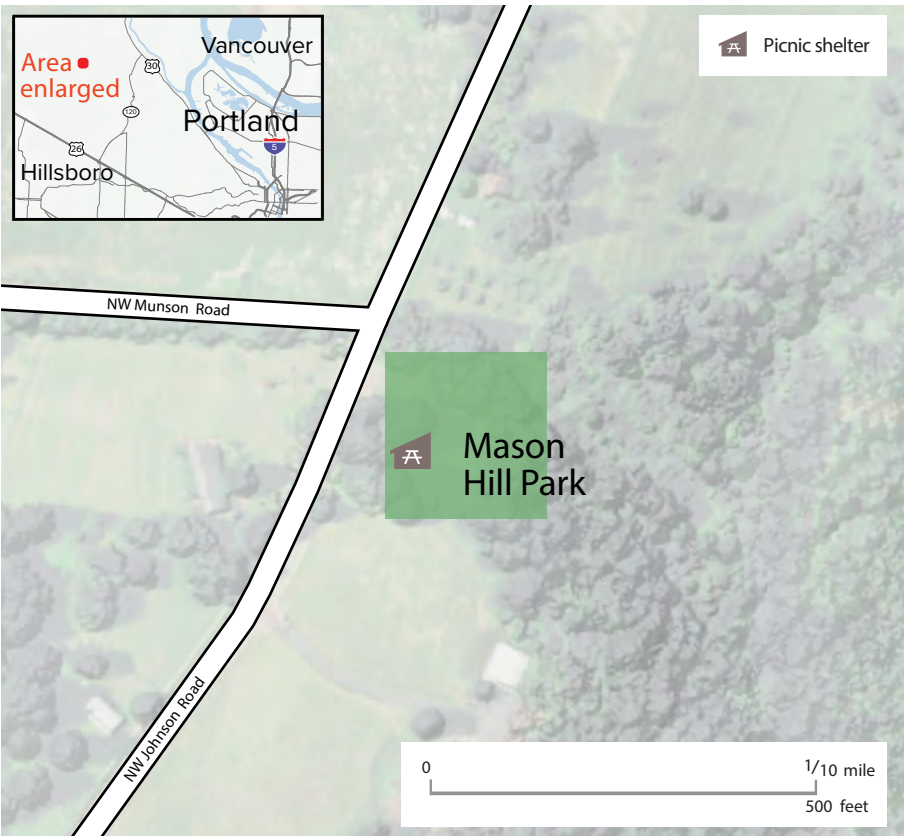 Vancouver
Area
enlarged
30
120
Portland
26
5
Hillsboro
Picnic shelter
NW Munson Road
Mason
Hill Park
NW Johnson Road
0
1/10 mile
500 feet